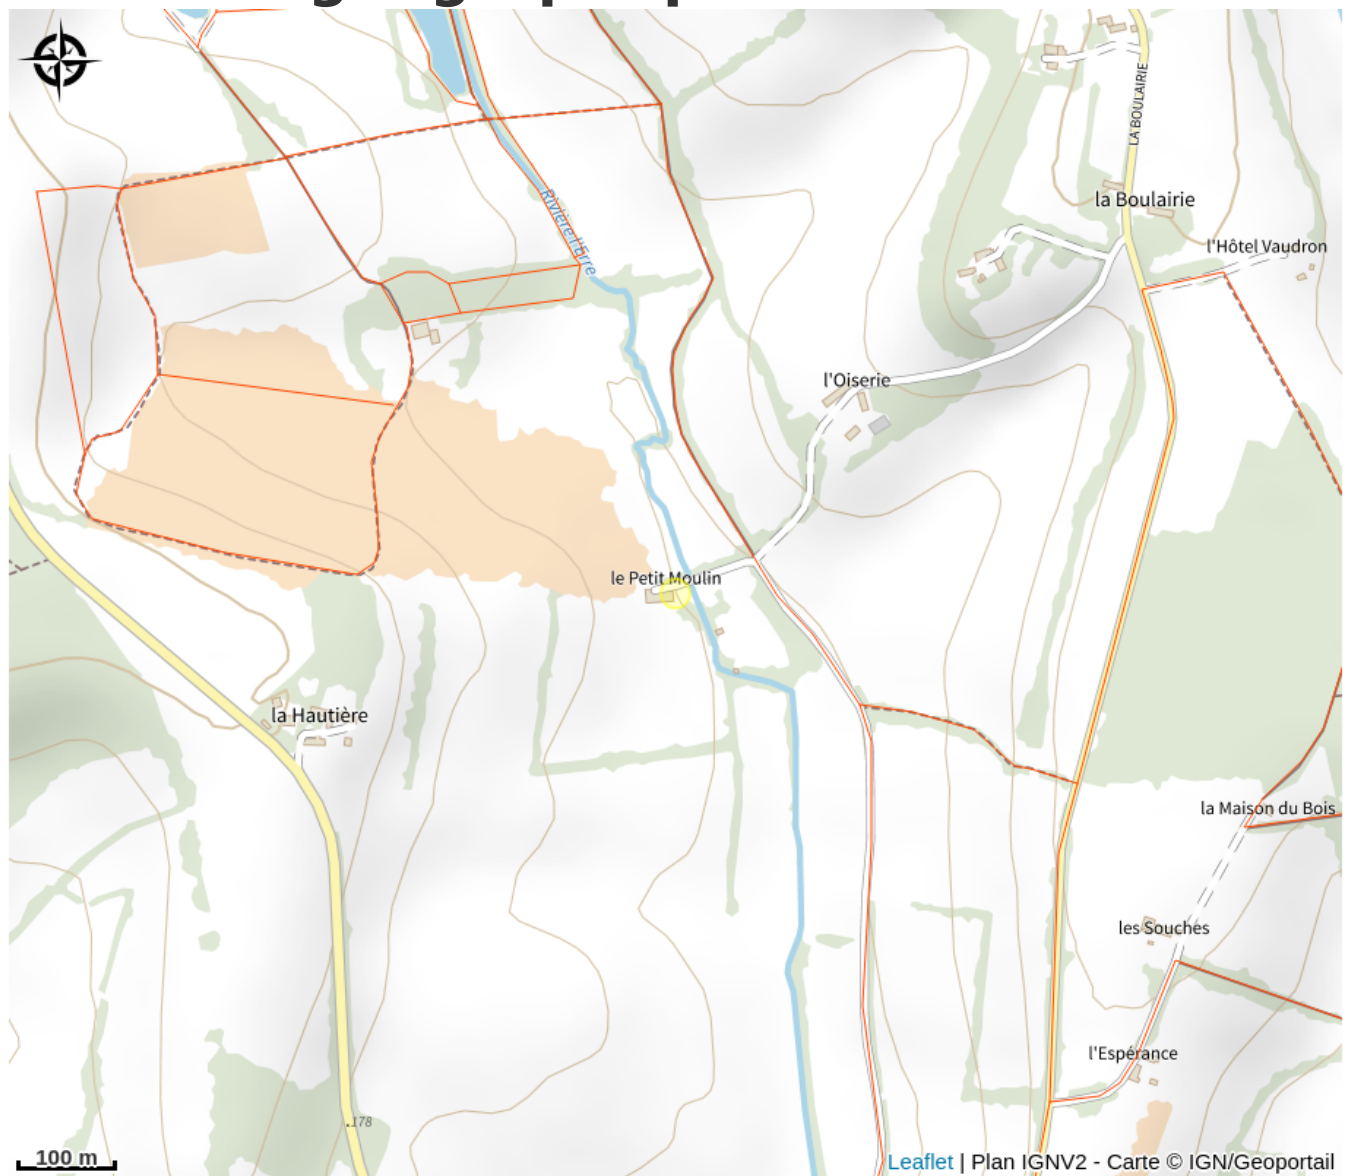 LA BOULAIRIE
la Boulairie
l'Hôtel Vaudron
Rivière l'Erre
l'Oiserie
le Petit Moulin
la Hautière
la Maison du Bois
les Souches
l'Espérance
.178
100 m
Leaflet | Plan IGNV2 - Carte © IGN/Geoportail